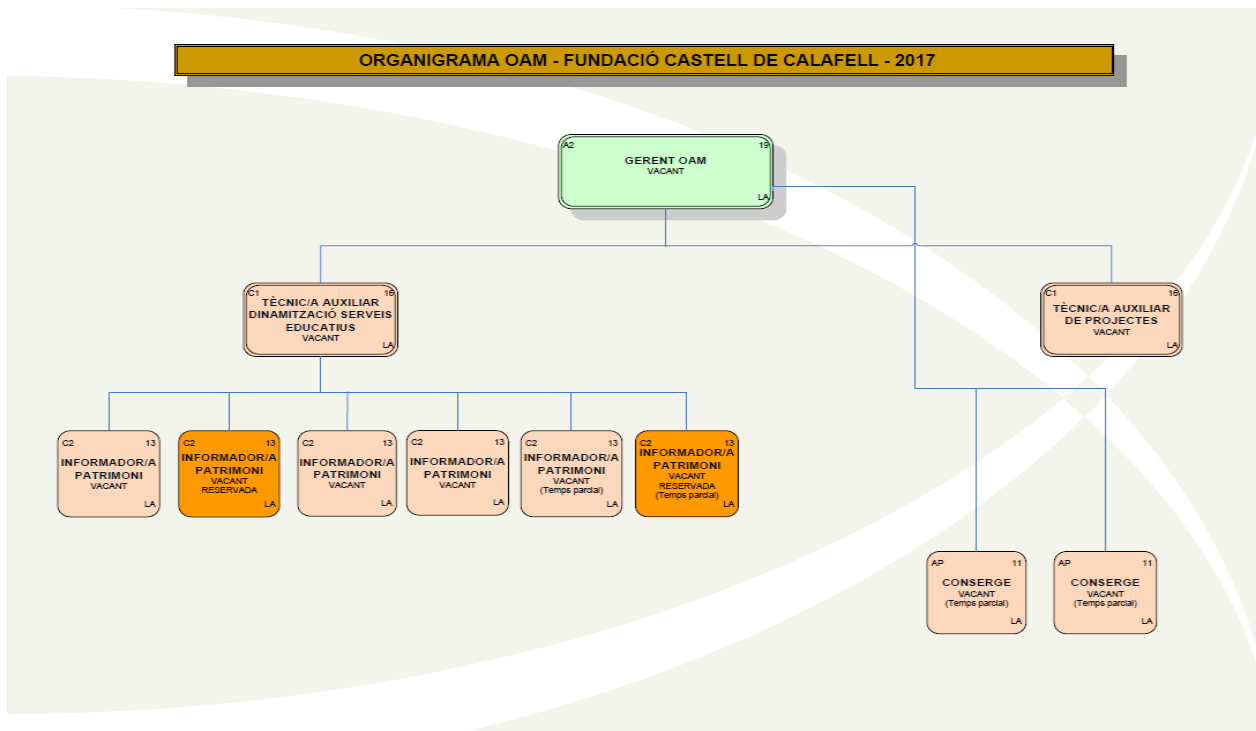 ORGANIGRAMA OAM - FUNDACIÓ CASTELL DE CALAFELL - 2017
A2 19
GERENT OAM
VACANT
LA
C1 16
TÈCNIC/A AUXILIAR
DINAMITZACIÓ SERVEIS
EDUCATIUS
VACANT
LA
C1 16
TÈCNIC/A AUXILIAR
DE PROJECTES
VACANT
LA
C2 13
INFORMADOR/A
PATRIMONI
VACANT
LA
C2 13
INFORMADOR/A
PATRIMONI
VACANT
RESERVADA
LA
C2 13
INFORMADOR/A
PATRIMONI
VACANT
LA
C2 13
INFORMADOR/A
PATRIMONI
VACANT
LA
C2 13
INFORMADOR/A
PATRIMONI
VACANT
(Temps parcial)
LA
C2 13
INFORMADOR/A
PATRIMONI
VACANT
RESERVADA
(Temps parcial)
LA
AP 11
CONSERGE
VACANT
(Temps parcial)
LA
AP 11
CONSERGE
VACANT
(Temps parcial)
LA